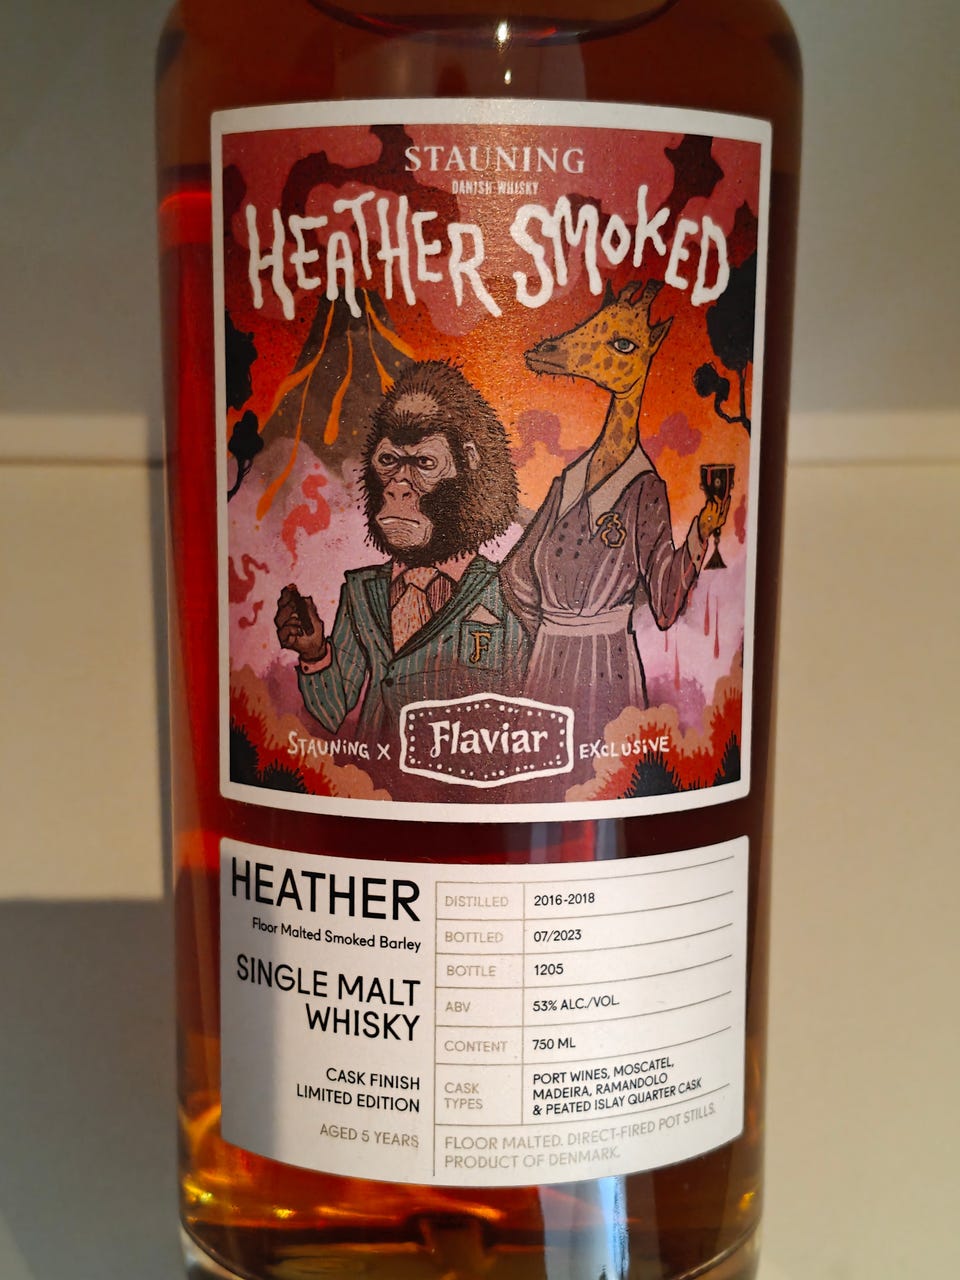 STAUNING
DANISH WHISKY
HEATHER SMOKED
F
STAUNING X Flaviar EXCLUSIVE
HEATHER
Floor Malted Smoked Barley
SINGLE MALT
WHISKY
CASK FINISH
LIMITED EDITION
AGED 5 YEARS
DISTILLED 2016-2018
BOTTLED 07/2023
BOTTLE 1205
ABV 53% ALC./VOL.
CONTENT 750 ML
CASK TYPES PORT WINES, MOSCATEL,
MADEIRA, RAMANDOLO
& PEATED ISLAY QUARTER CASK
FLOOR MALTED. DIRECT-FIRED POT STILLS.
PRODUCT OF DENMARK.